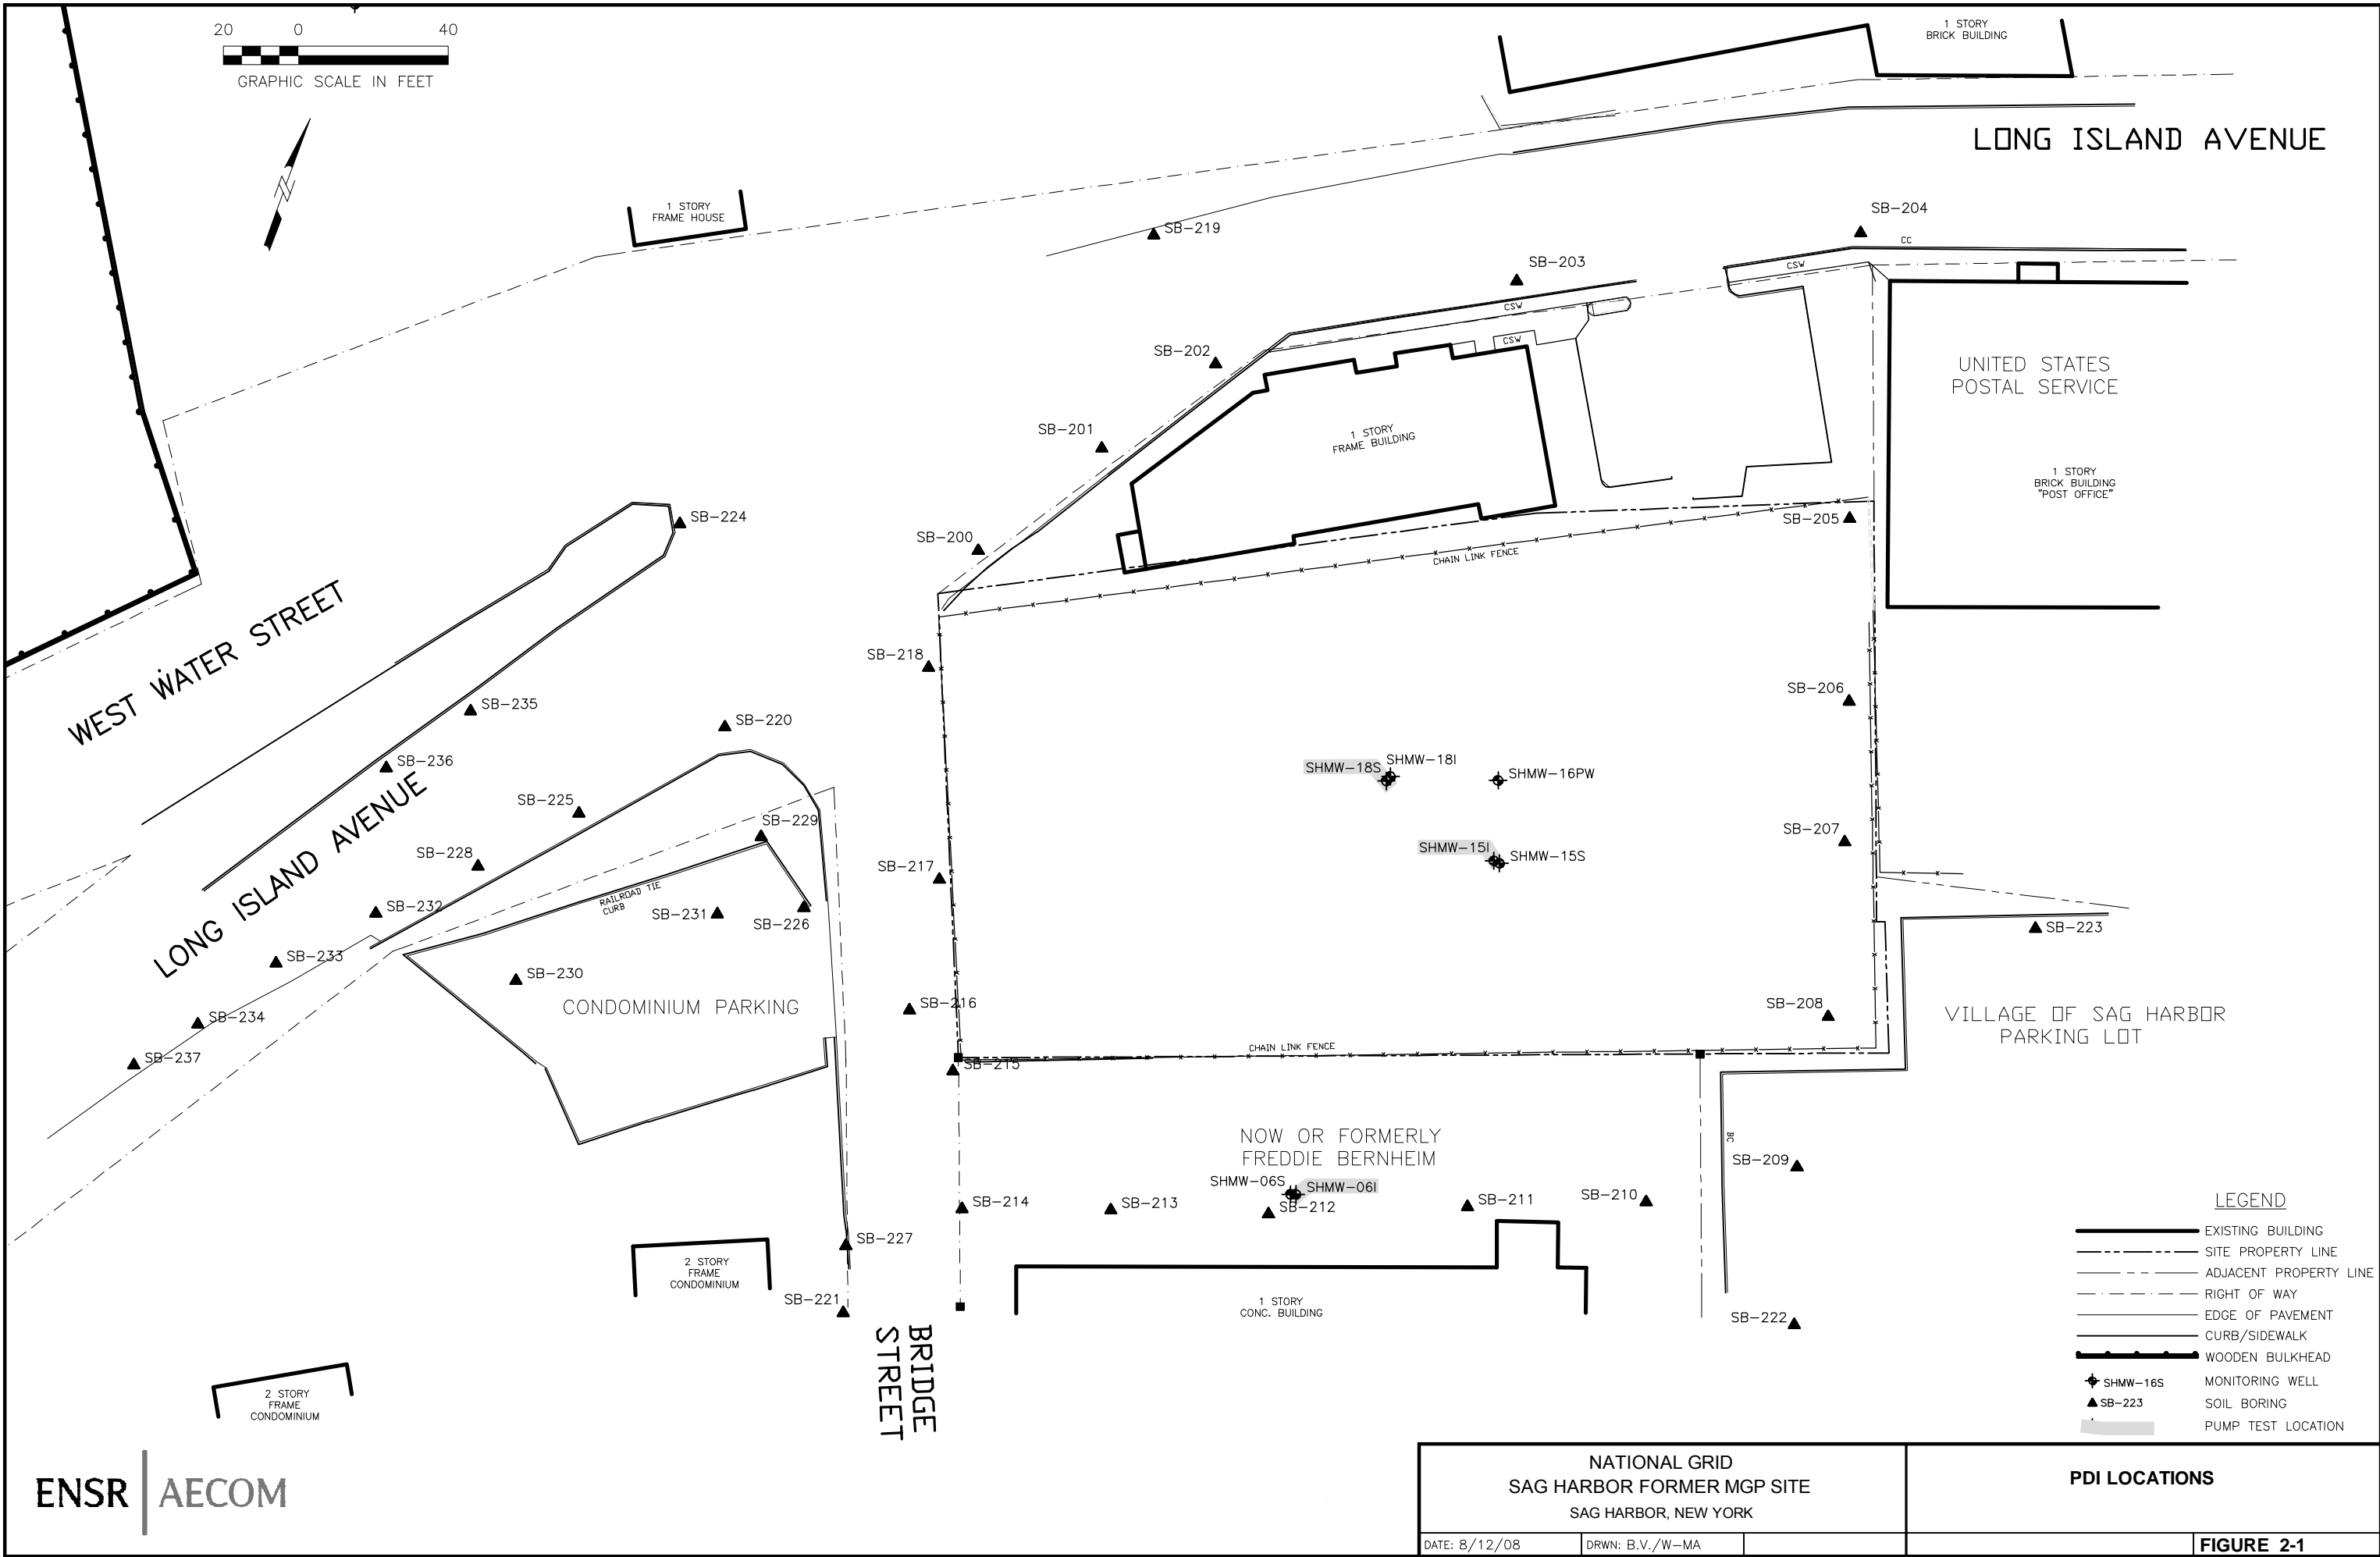 20 0 40
GRAPHIC SCALE IN FEET
1 STORY
BRICK BUILDING
LONG ISLAND AVENUE
1 STORY
FRAME HOUSE
SB-219
SB-204
CC
CSW
SB-203
CSW
CSW
SB-202
UNITED STATES
POSTAL SERVICE
SB-201
1 STORY
FRAME BUILDING
1 STORY
BRICK BUILDING
"POST OFFICE"
SB-224
SB-200
SB-205
CHAIN LINK FENCE
WEST WATER STREET
SB-218
SB-206
SB-235
SB-220
SB-236
SHMW-18S
SHMW-18I
SHMW-16PW
SB-225
SB-229
SB-207
LONG ISLAND AVENUE
SB-228
SB-217
SHMW-15I
SHMW-15S
RAILROAD TIE
CURB
SB-232
SB-231
SB-226
SB-223
SB-233
SB-230
CONDOMINIUM PARKING
SB-216
SB-208
VILLAGE OF SAG HARBOR
PARKING LOT
SB-234
SB-237
CHAIN LINK FENCE
SB-215
NOW OR FORMERLY
FREDDIE BERNHEIM
BC
SB-209
SHMW-06S
SHMW-06I
SB-214
SB-213
SB-212
SB-211
SB-210
SB-227
2 STORY
FRAME
CONDOMINIUM
SB-221
1 STORY
CONC. BUILDING
SB-222
BRIDGE
STREET
2 STORY
FRAME
CONDOMINIUM
LEGEND
EXISTING BUILDING
SITE PROPERTY LINE
ADJACENT PROPERTY LINE
RIGHT OF WAY
EDGE OF PAVEMENT
CURB/SIDEWALK
WOODEN BULKHEAD
SHMW-16S MONITORING WELL
SB-223 SOIL BORING
PUMP TEST LOCATION
ENSR AECOM
NATIONAL GRID
SAG HARBOR FORMER MGP SITE
SAG HARBOR, NEW YORK
PDI LOCATIONS
DATE: 8/12/08 DRWN: B.V./W-MA
FIGURE 2-1